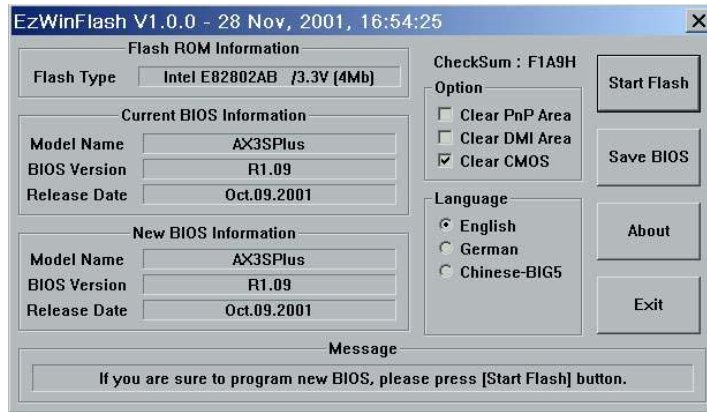 EzWinFlash V1.0.0 - 28 Nov, 2001, 16:54:25
Flash ROM Information
Flash Type Intel E82802AB /3.3V (4Mb)
Current BIOS Information
Model Name AX3SPlus
BIOS Version R1.09
Release Date Oct.09.2001
New BIOS Information
Model Name AX3SPlus
BIOS Version R1.09
Release Date Oct.09.2001
CheckSum : F1A9H
Option
Clear PnP Area
Clear DMI Area
Clear CMOS
Language
English
German
Chinese-BIG5
Start Flash
Save BIOS
About
Exit
Message
If you are sure to program new BIOS, please press [Start Flash] button.